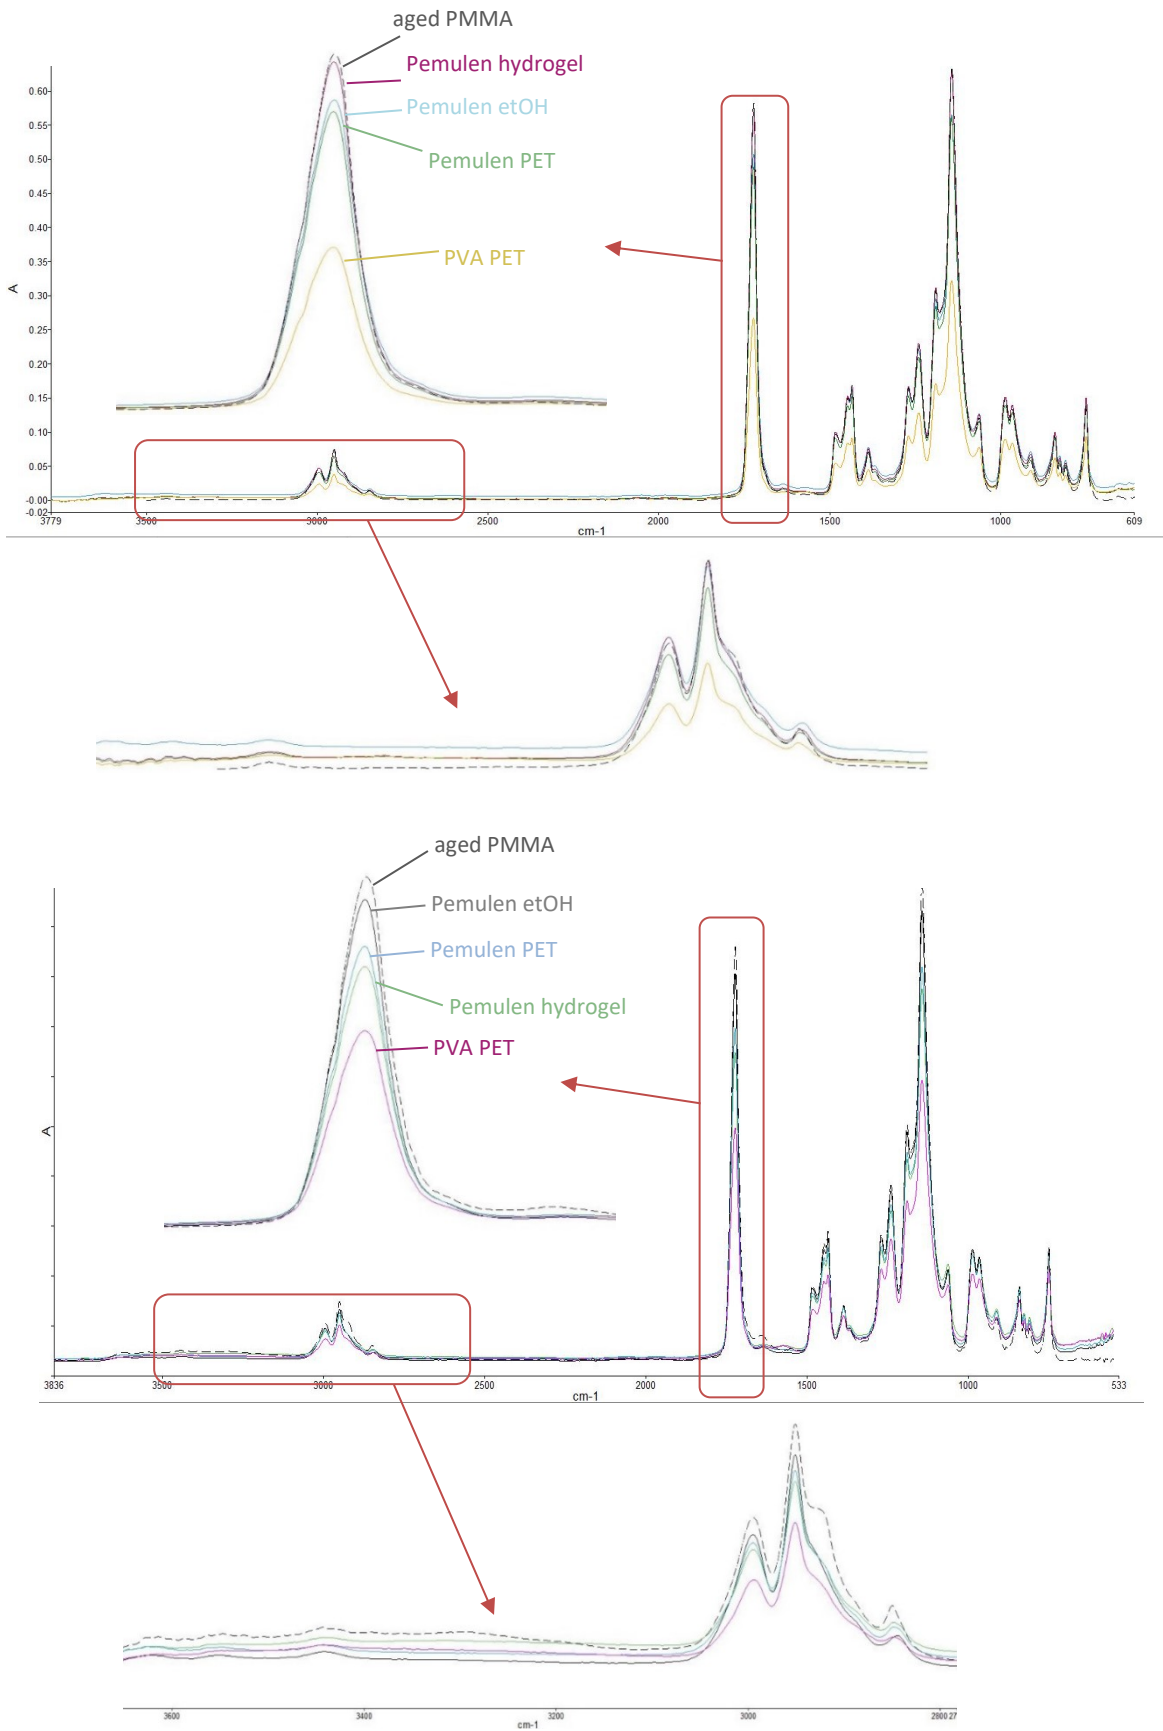 aged PMMA
Pemulen hydrogel
Pemulen etOH
Pemulen PET
PVA PET
A
0.60
0.55
0.50
0.45
0.40
0.35
0.30
0.25
0.20
0.15
0.10
0.05
-0.00
-0.02
3779 3500 3000 2500 2000 1500 1000 609
cm-1
aged PMMA
Pemulen etOH
Pemulen PET
Pemulen hydrogel
PVA PET
A
3836 3500 3000 2500 2000 1500 1000 533
cm-1
3600 3400 3200 3000 2800 27
cm-1